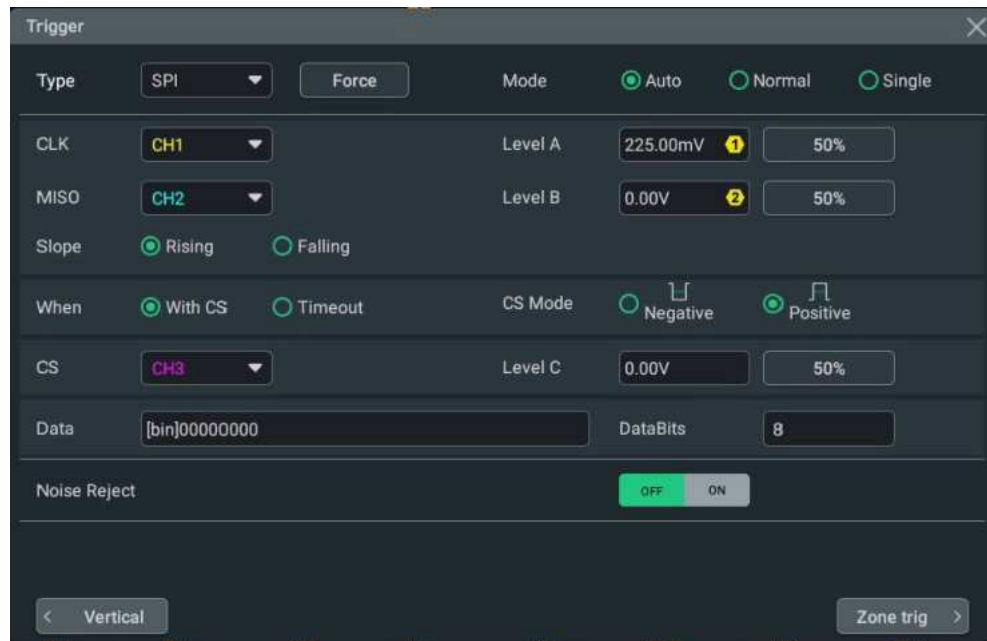 Trigger
Type SPI Force Mode Auto Normal Single
CLK CH1 Level A 225.00mV 1 50%
MISO CH2 Level B 0.00V 2 50%
Slope Rising Falling
When With CS Timeout CS Mode Negative Positive
CS CH3 Level C 0.00V 50%
Data [bin]00000000 DataBits 8
Noise Reject OFF ON
< Vertical Zone trig >